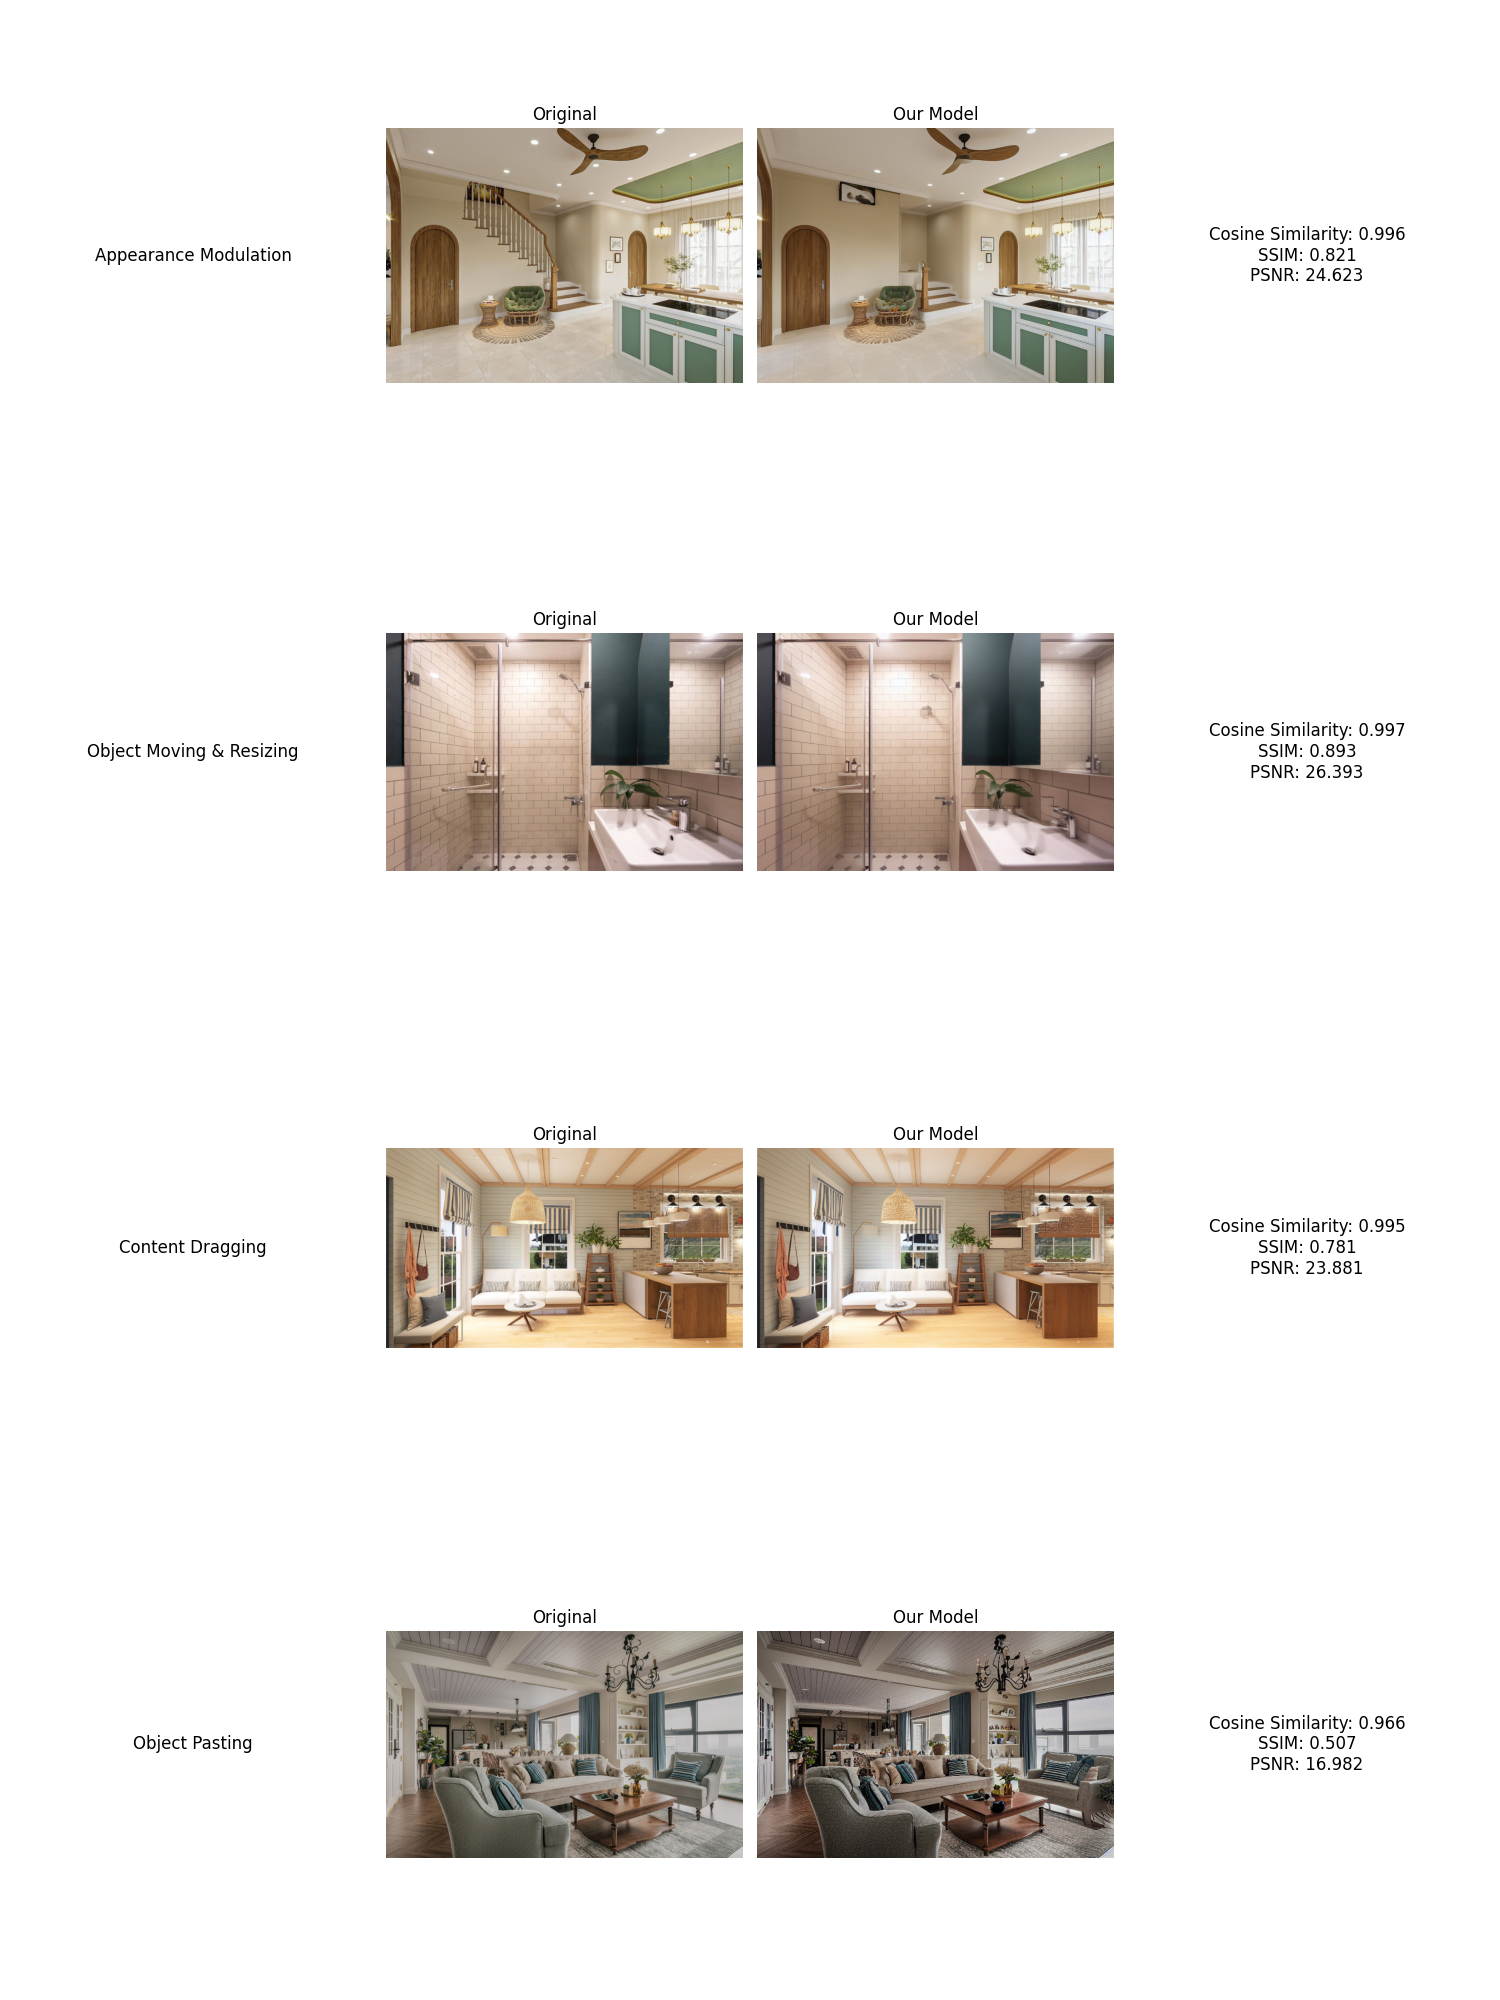 Original
Our Model
Appearance Modulation
Cosine Similarity: 0.996
SSIM: 0.821
PSNR: 24.623
Original
Our Model
Object Moving & Resizing
Cosine Similarity: 0.997
SSIM: 0.893
PSNR: 26.393
Original
Our Model
Content Dragging
Cosine Similarity: 0.995
SSIM: 0.781
PSNR: 23.881
Original
Our Model
Object Pasting
Cosine Similarity: 0.966
SSIM: 0.507
PSNR: 16.982